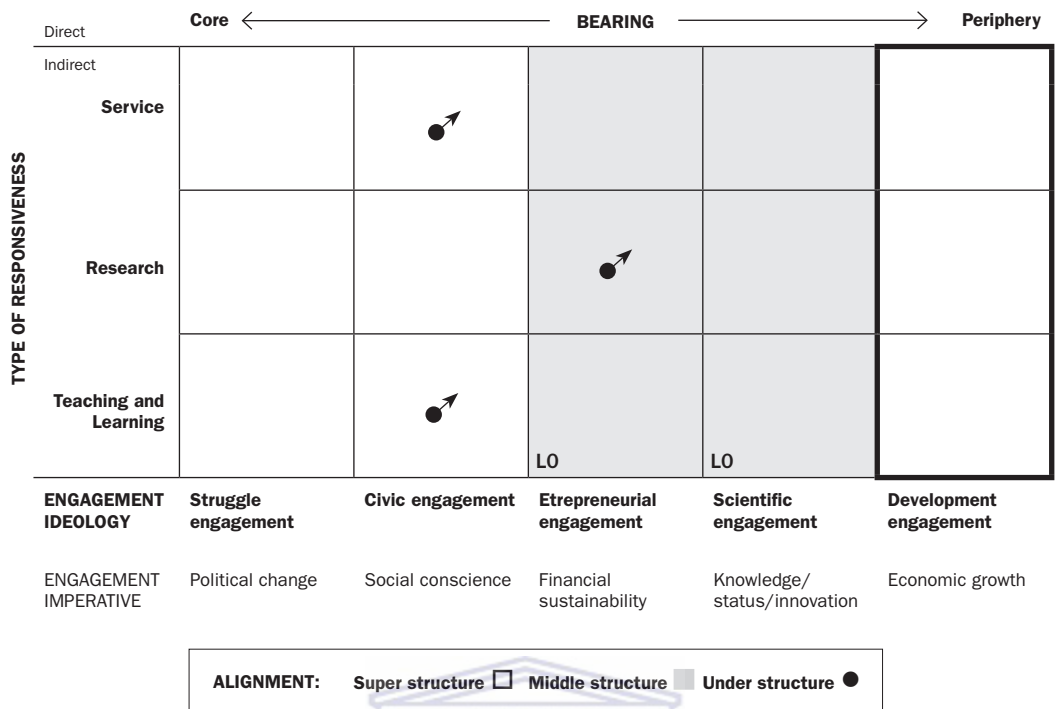 Direct
Core BEARING Periphery
Indirect
Service
TYPE OF RESPONSIVENESS
Research
Teaching and
Learning
LO LO
ENGAGEMENT IDEOLOGY
Struggle engagement
Civic engagement
Etrepreneurial engagement
Scientific engagement
Development engagement
ENGAGEMENT IMPERATIVE
Political change
Social conscience
Financial sustainability
Knowledge/ status/innovation
Economic growth
ALIGNMENT: Super structure Middle structure Under structure